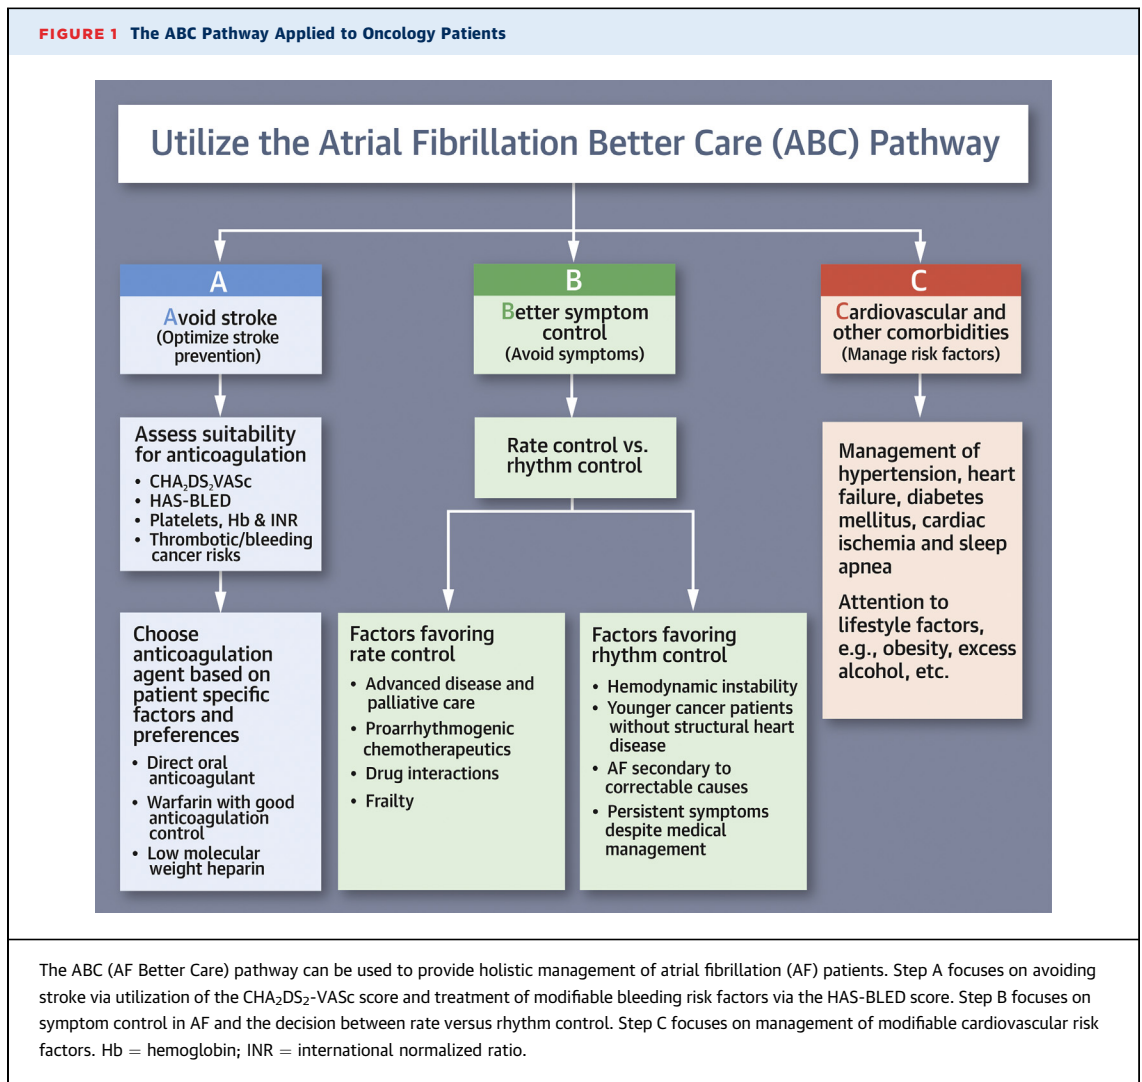 FIGURE 1 The ABC Pathway Applied to Oncology Patients
Utilize the Atrial Fibrillation Better Care (ABC) Pathway
A
Avoid stroke
(Optimize stroke
prevention)
Assess suitability
for anticoagulation
• CHA₂DS₂VASc
• HAS-BLED
• Platelets, Hb & INR
• Thrombotic/bleeding
cancer risks
Choose
anticoagulation
agent based on
patient specific
factors and
preferences
• Direct oral
anticoagulant
• Warfarin with good
anticoagulation
control
• Low molecular
weight heparin
B
Better symptom
control
(Avoid symptoms)
Rate control vs.
rhythm control
Factors favoring
rate control
• Advanced disease and
palliative care
• Proarrhythmogenic
chemotherapeutics
• Drug interactions
• Frailty
Factors favoring
rhythm control
• Hemodynamic instability
• Younger cancer patients
without structural heart
disease
• AF secondary to
correctable causes
• Persistent symptoms
despite medical
management
C
Cardiovascular and
other comorbidities
(Manage risk factors)
Management of
hypertension, heart
failure, diabetes
mellitus, cardiac
ischemia and sleep
apnea
Attention to
lifestyle factors,
e.g., obesity, excess
alcohol, etc.
The ABC (AF Better Care) pathway can be used to provide holistic management of atrial fibrillation (AF) patients. Step A focuses on avoiding
stroke via utilization of the CHA₂DS₂-VASc score and treatment of modifiable bleeding risk factors via the HAS-BLED score. Step B focuses on
symptom control in AF and the decision between rate versus rhythm control. Step C focuses on management of modifiable cardiovascular risk
factors. Hb = hemoglobin; INR = international normalized ratio.